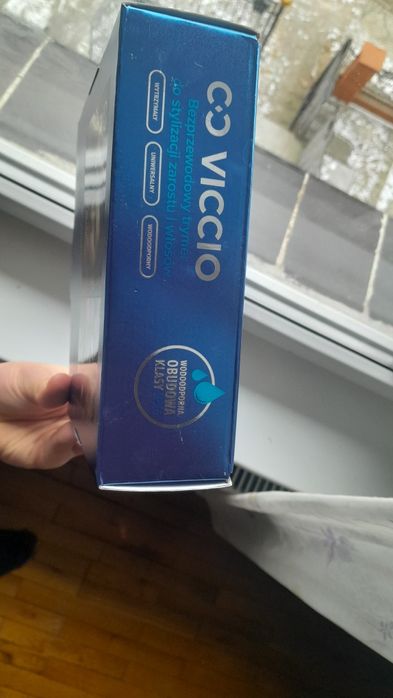 VICCIO
Bezprzewodowy trymer
do stylizacji zarostu i włosów
WYTRZYMAŁY
UNIWERSALNY
WODOODPORNY
WODOODPORNA
OBUDOWA
KLASY